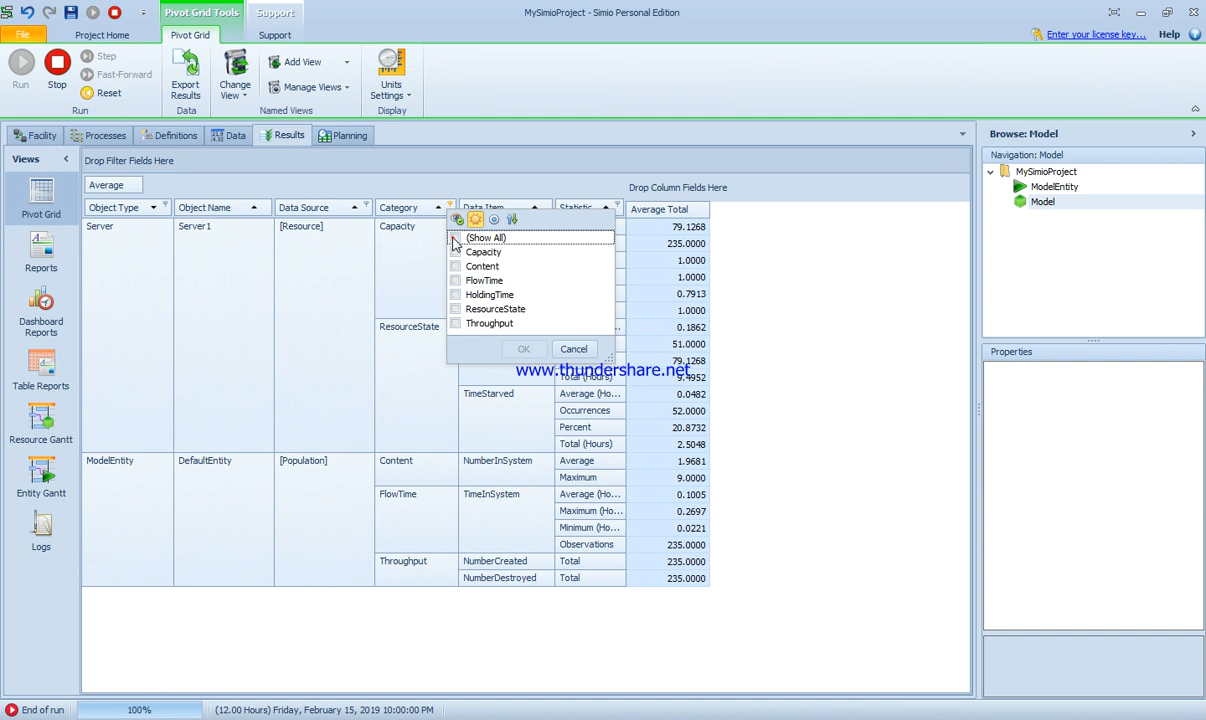 Pivot Grid Tools
Support
MySimioProject - Simio Personal Edition
File
Project Home
Pivot Grid
Support
Enter your license key...
Help
Run
Stop
Step
Fast-Forward
Reset
Run
Export Results
Data
Change View
Add View
Manage Views
Named Views
Units Settings
Display
Facility
Processes
Definitions
Data
Results
Planning
Views
Pivot Grid
Reports
Dashboard Reports
Table Reports
Resource Gantt
Entity Gantt
Logs
Drop Filter Fields Here
Average
Drop Column Fields Here
Object Type
Object Name
Data Source
Category
Data Item
Statistic
Average Total
Server
Server1
[Resource]
Capacity
79.1268
235.0000
1.0000
1.0000
0.7913
1.0000
ResourceState
0.1862
51.0000
79.1268
Total (Hours)
9.4952
TimeStarved
Average (Ho...
0.0482
Occurrences
52.0000
Percent
20.8732
Total (Hours)
2.5048
ModelEntity
DefaultEntity
[Population]
Content
NumberInSystem
Average
1.9681
Maximum
9.0000
FlowTime
TimeInSystem
Average (Ho...
0.1005
Maximum (Ho...
0.2697
Minimum (Ho...
0.0221
Observations
235.0000
Throughput
NumberCreated
Total
235.0000
NumberDestroyed
Total
235.0000
(Show All)
Capacity
Content
FlowTime
HoldingTime
ResourceState
Throughput
OK
Cancel
www.thundershare.net
Browse: Model
Navigation: Model
MySimioProject
ModelEntity
Model
Properties
End of run
100%
(12.00 Hours) Friday, February 15, 2019 10:00:00 PM